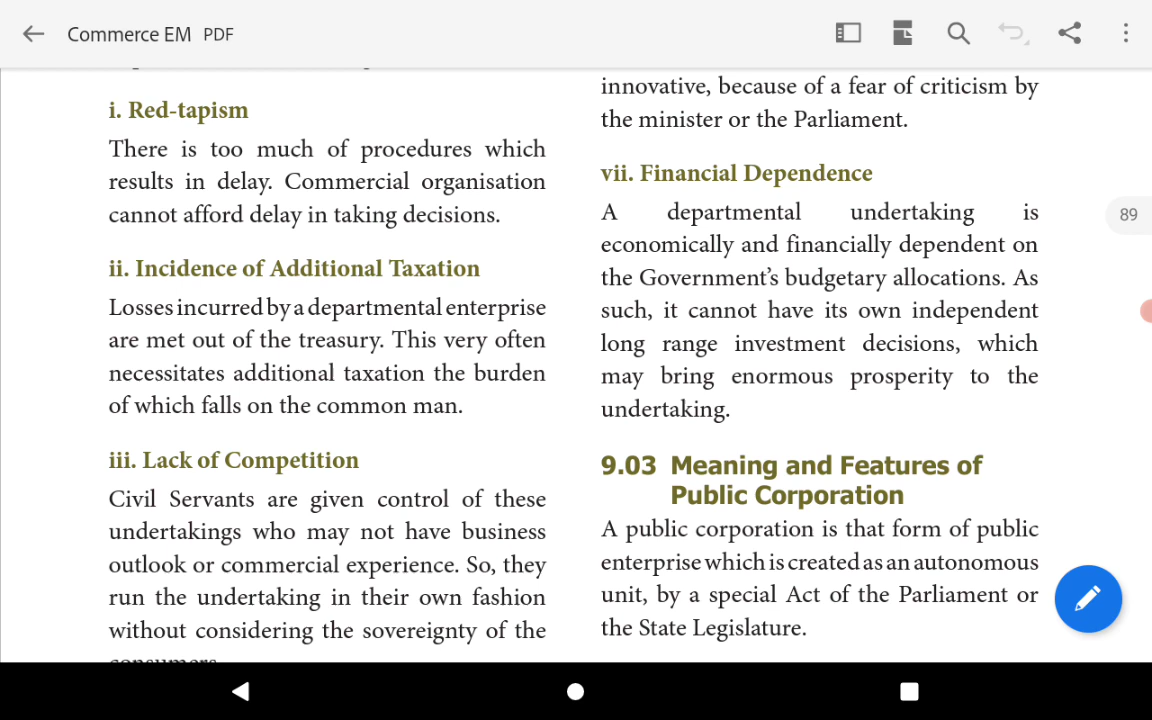 Commerce EM PDF
i. Red-tapism
There is too much of procedures which
results in delay. Commercial organisation
cannot afford delay in taking decisions.
ii. Incidence of Additional Taxation
Losses incurred by a departmental enterprise
are met out of the treasury. This very often
necessitates additional taxation the burden
of which falls on the common man.
iii. Lack of Competition
Civil Servants are given control of these
undertakings who may not have business
outlook or commercial experience. So, they
run the undertaking in their own fashion
without considering the sovereignty of the
consumers.
innovative, because of a fear of criticism by
the minister or the Parliament.
vii. Financial Dependence
A departmental undertaking is
economically and financially dependent on
the Government's budgetary allocations. As
such, it cannot have its own independent
long range investment decisions, which
may bring enormous prosperity to the
undertaking.
9.03 Meaning and Features of
Public Corporation
A public corporation is that form of public
enterprise which is created as an autonomous
unit, by a special Act of the Parliament or
the State Legislature.
89